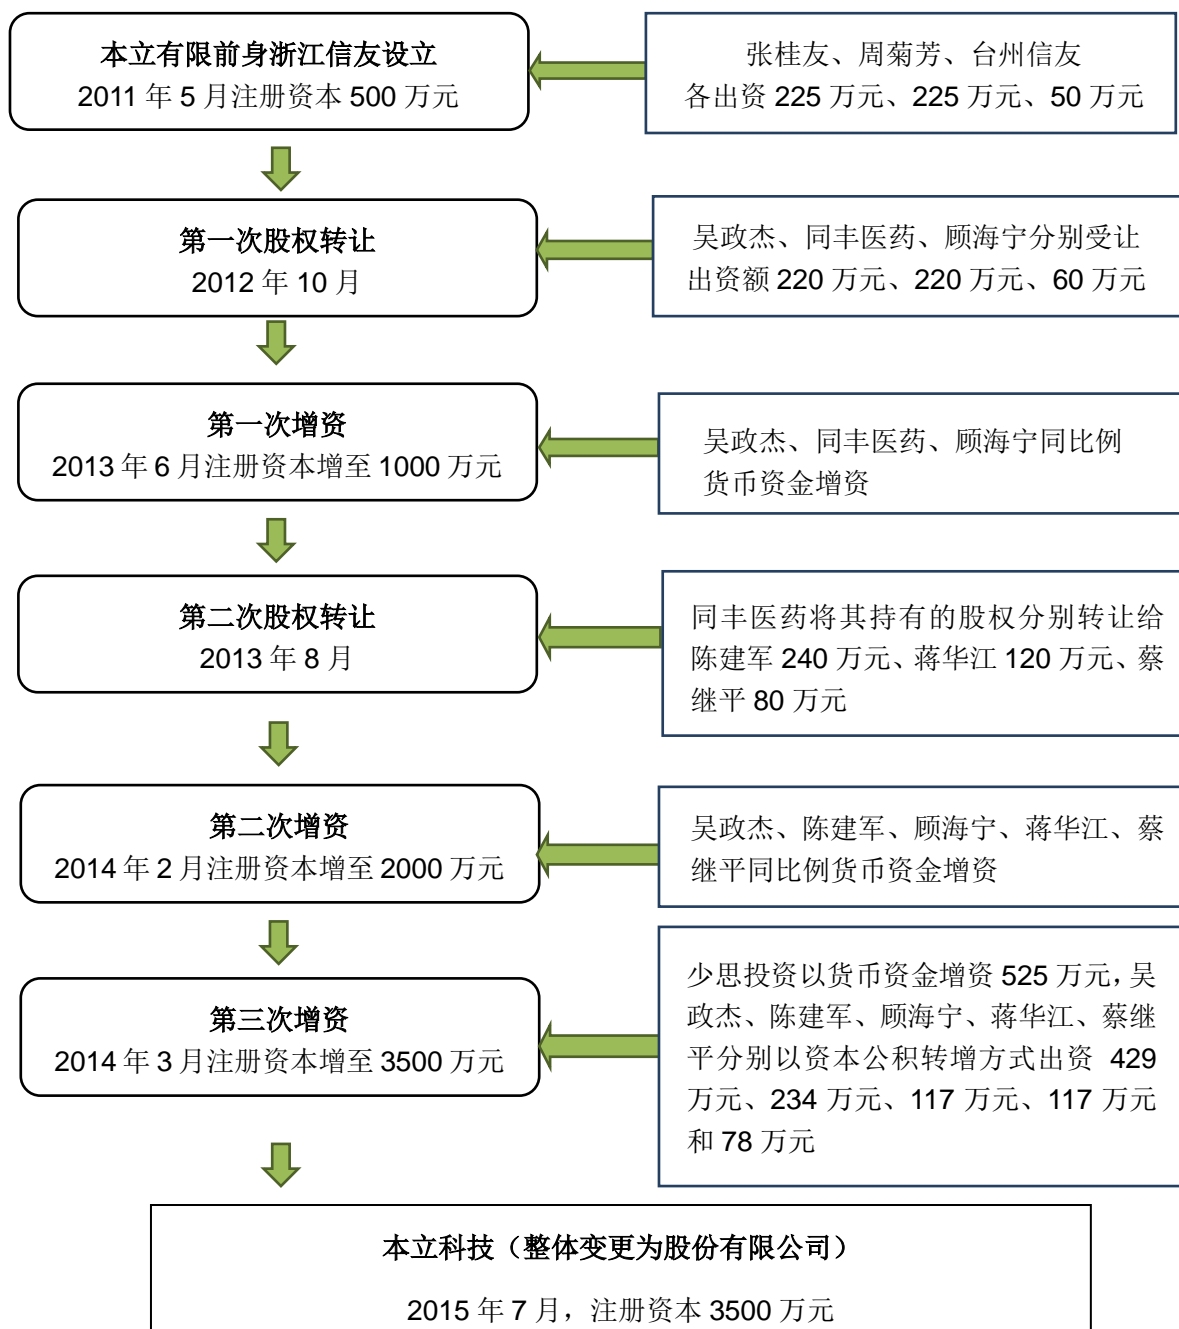 本立有限前身浙江信友设立
2011 年 5 月注册资本 500 万元
张桂友、周菊芳、台州信友
各出资 225 万元、225 万元、50 万元
第一次股权转让
2012 年 10 月
吴政杰、同丰医药、顾海宁分别受让
出资额 220 万元、220 万元、60 万元
第一次增资
2013 年 6 月注册资本增至 1000 万元
吴政杰、同丰医药、顾海宁同比例
货币资金增资
第二次股权转让
2013 年 8 月
同丰医药将其持有的股权分别转让给
陈建军 240 万元、蒋华江 120 万元、蔡
继平 80 万元
第二次增资
2014 年 2 月注册资本增至 2000 万元
吴政杰、陈建军、顾海宁、蒋华江、蔡
继平同比例货币资金增资
第三次增资
2014 年 3 月注册资本增至 3500 万元
少思投资以货币资金增资 525 万元，吴
政杰、陈建军、顾海宁、蒋华江、蔡继
平分别以资本公积转增方式出资 429
万元、234 万元、117 万元、117 万元
和 78 万元
本立科技（整体变更为股份有限公司）
2015 年 7 月，注册资本 3500 万元